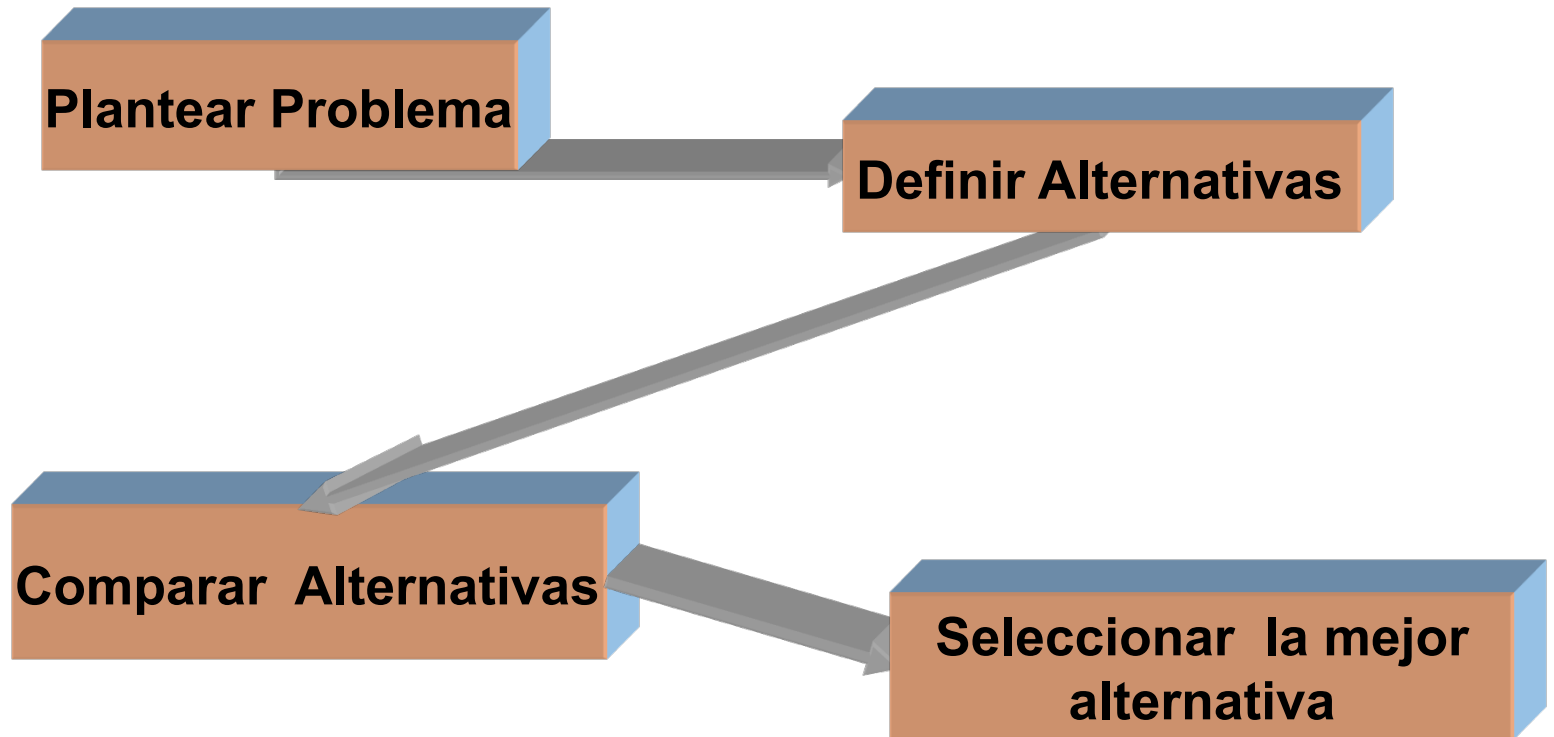 Plantear Problema
Definir Alternativas
Comparar  Alternativas
Seleccionar  la mejor
alternativa